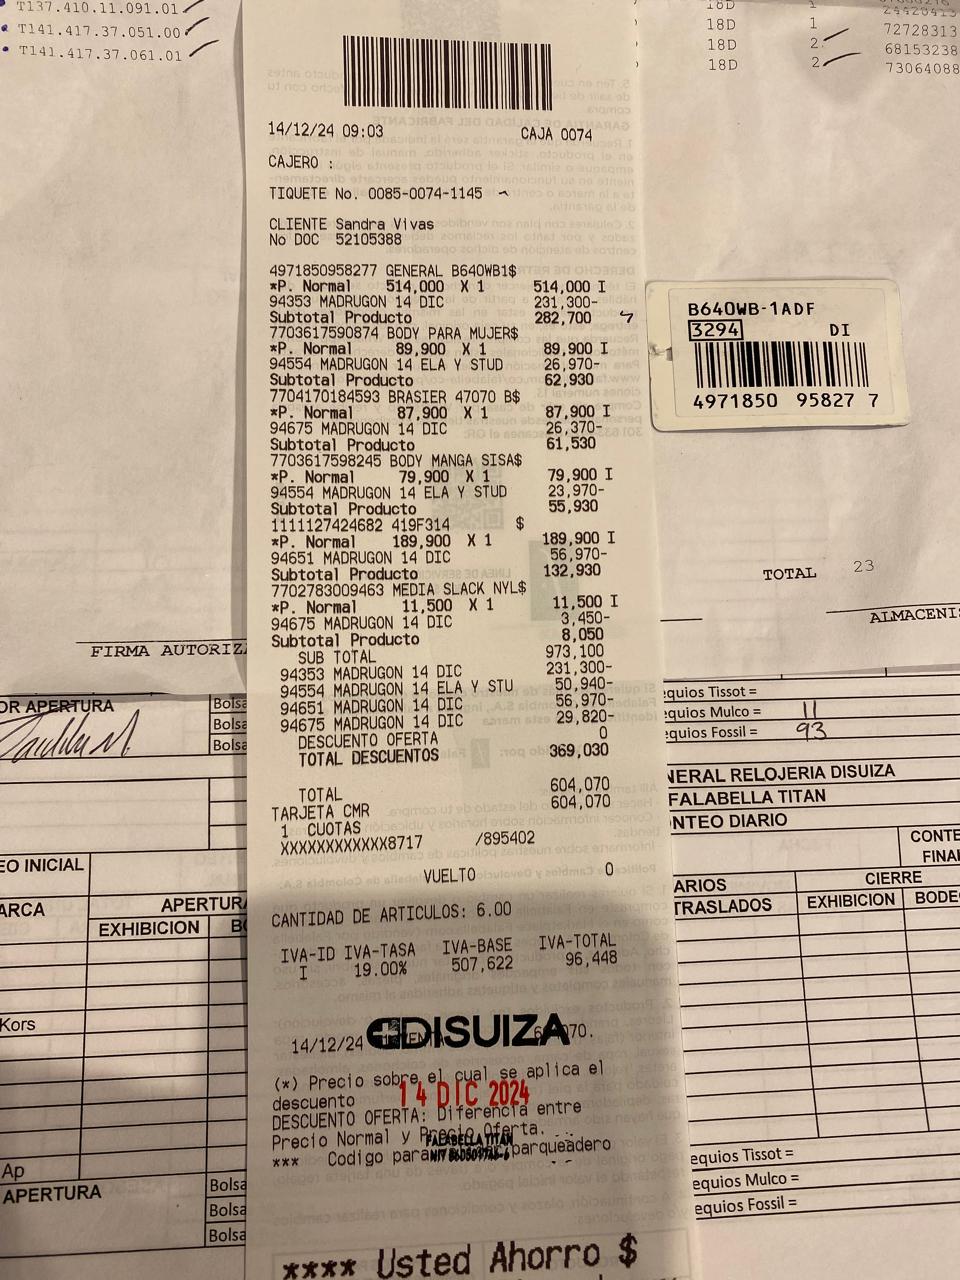 T137.410.11.091.01
T141.417.37.051.00
T141.417.37.061.01
18D 1 24420413
18D 1 72728313
18D 2 68153238
18D 2 73064088
TOTAL 23
FIRMA AUTORIZ
ALMACENIS
14/12/24 09:03 CAJA 0074
CAJERO :
TIQUETE No. 0085-0074-1145
CLIENTE Sandra Vivas
No DOC 52105388
4971850958277 GENERAL B640WB1$
*P. Normal 514,000 X 1 514,000 I
94353 MADRUGON 14 DIC 231,300-
Subtotal Producto 282,700
7703617590874 BODY PARA MUJER$
*P. Normal 89,900 X 1 89,900 I
94554 MADRUGON 14 ELA Y STUD 26,970-
Subtotal Producto 62,930
7704170184593 BRASIER 47070 B$
*P. Normal 87,900 X 1 87,900 I
94675 MADRUGON 14 DIC 26,370-
Subtotal Producto 61,530
7703617598245 BODY MANGA SISA$
*P. Normal 79,900 X 1 79,900 I
94554 MADRUGON 14 ELA Y STUD 23,970-
Subtotal Producto 55,930
1111127424682 419F314 $
*P. Normal 189,900 X 1 189,900 I
94651 MADRUGON 14 DIC 56,970-
Subtotal Producto 132,930
7702783009463 MEDIA SLACK NYL$
*P. Normal 11,500 X 1 11,500 I
94675 MADRUGON 14 DIC 3,450-
Subtotal Producto 8,050
SUB TOTAL 973,100
94353 MADRUGON 14 DIC 231,300-
94554 MADRUGON 14 ELA Y STU 50,940-
94651 MADRUGON 14 DIC 56,970-
94675 MADRUGON 14 DIC 29,820-
DESCUENTO OFERTA 0
TOTAL DESCUENTOS 369,030
TOTAL 604,070
TARJETA CMR 604,070
1 CUOTAS
XXXXXXXXXXXX8717 /895402
VUELTO 0
CANTIDAD DE ARTICULOS: 6.00
IVA-ID IVA-TASA IVA-BASE IVA-TOTAL
I 19.00% 507,622 96,448
DISUIZA
14/12/24
(*) Precio sobre el cual se aplica el
descuento
14 DIC 2024
DESCUENTO OFERTA: Diferencia entre
Precio Normal y Precio Oferta.
FALABELLA TITAN
*** Codigo para parqueadero
**** Usted Ahorro $
B640WB-1ADF
3294 DI
4971850 95827 7
OR APERTURA
Bolsa
Bolsa
Bolsa
EO INICIAL
ARCA
APERTURA
EXHIBICION BO
Kors
Ap
APERTURA
Bolsa
Bolsa
Bolsa
equios Tissot =
equios Mulco = 11
equios Fossil = 93
NERAL RELOJERIA DISUIZA
FALABELLA TITAN
NTEO DIARIO
CONTE
FINA
ARIOS
CIERRE
TRASLADOS EXHIBICION BODE
equios Tissot =
equios Mulco =
equios Fossil =